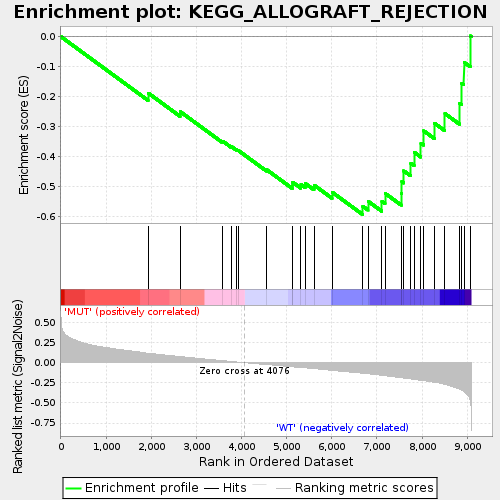 Enrichment plot: KEGG_ALLOGRAFT_REJECTION
Enrichment score (ES)
0.0
-0.1
-0.2
-0.3
-0.4
-0.5
-0.6
'MUT' (positively correlated)
Ranked list metric (Signal2Noise)
0.50
0.25
0.00
-0.25
-0.50
-0.75
Zero cross at 4076
'WT' (negatively correlated)
0 1,000 2,000 3,000 4,000 5,000 6,000 7,000 8,000 9,000
Rank in Ordered Dataset
Enrichment profile Hits Ranking metric scores